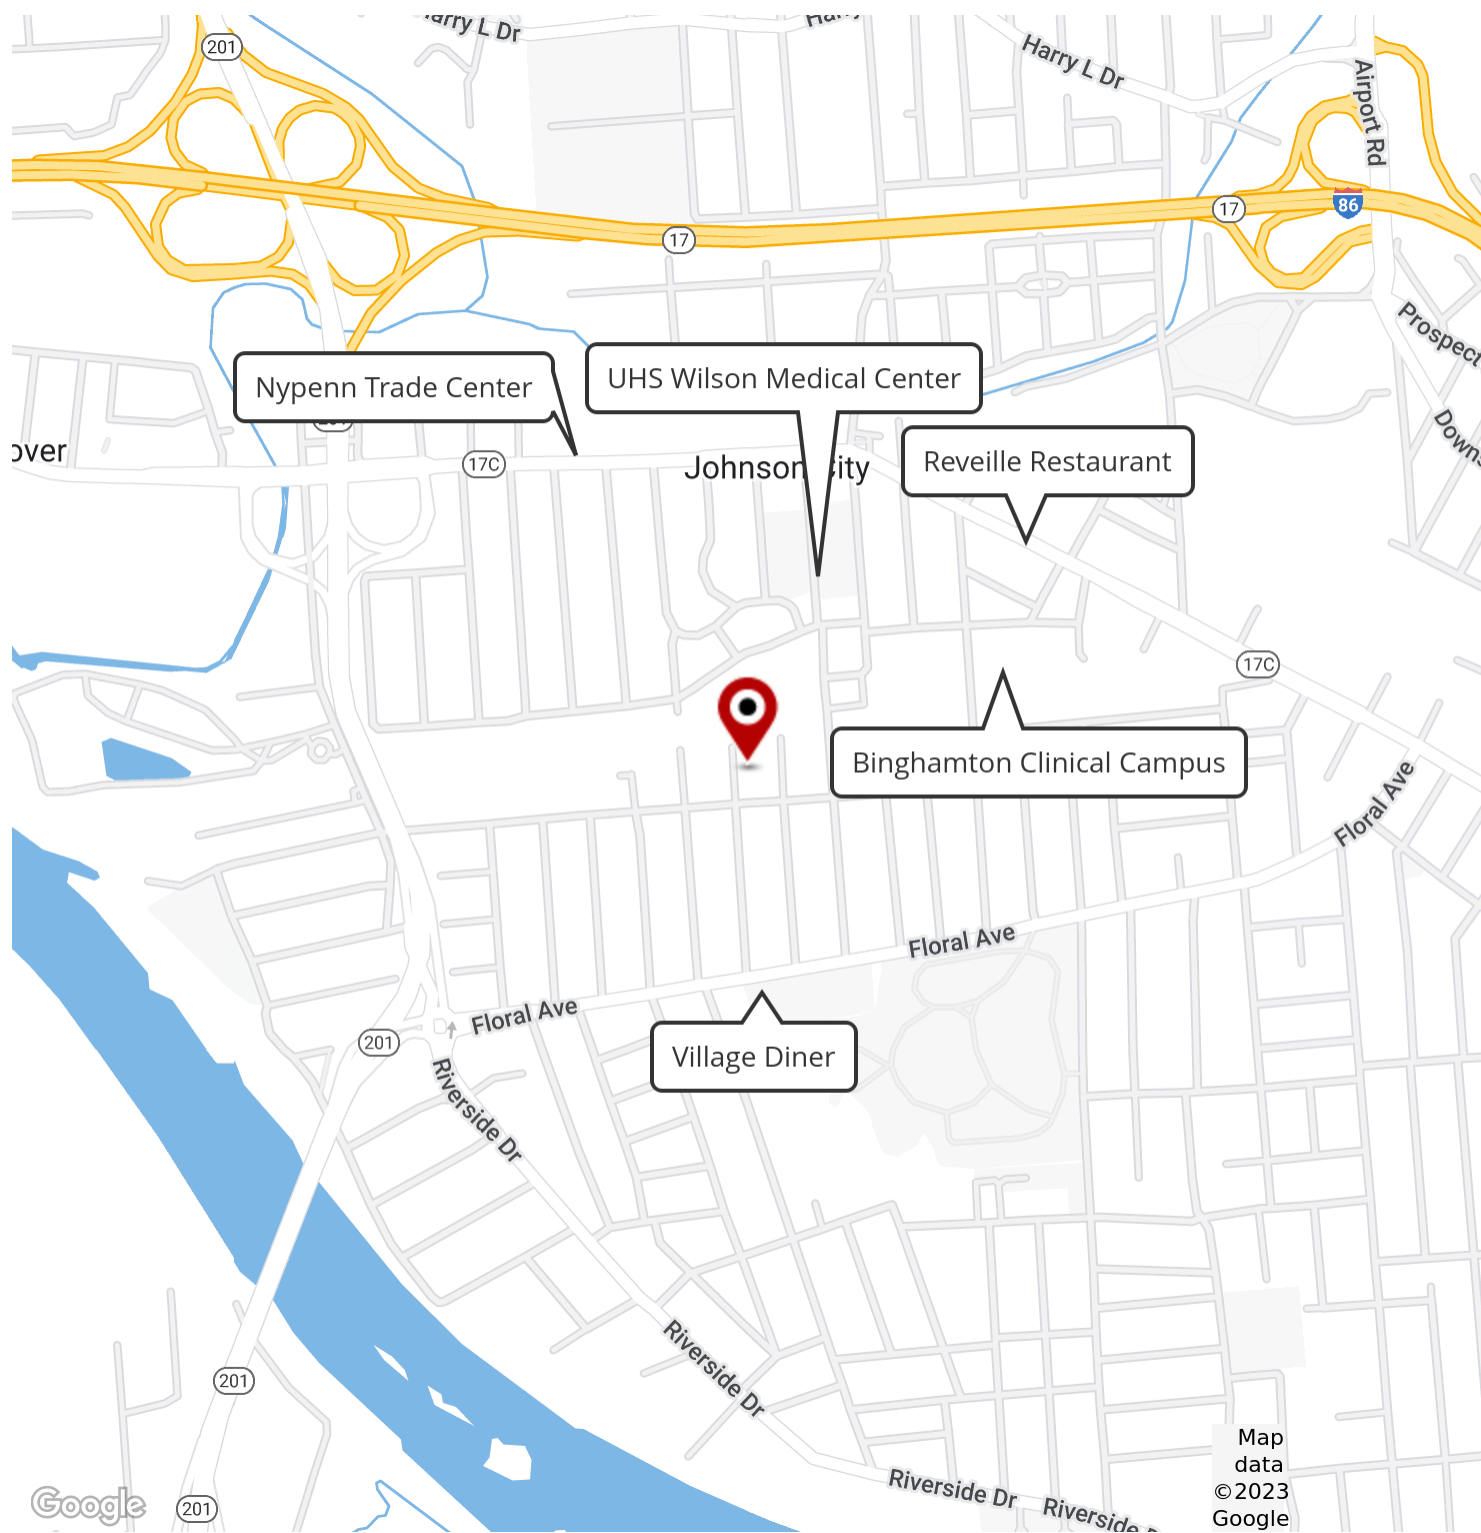 Harry L Dr
201
Harry L Dr
Airport Rd
17
86
17
Prospect
Nypenn Trade Center
UHS Wilson Medical Center
Reveille Restaurant
over
17C
Johnson City
17C
Binghamton Clinical Campus
Floral Ave
Floral Ave
Floral Ave
Village Diner
201
Riverside Dr
Riverside Dr
201
Riverside Dr
Riverside
201
Google
Map
data
©2023
Google